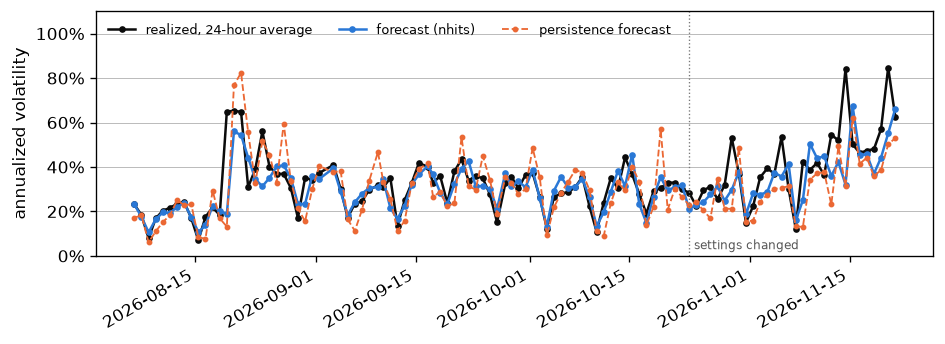 realized, 24-hour average
forecast (nhits)
persistence forecast
annualized volatility
100%
80%
60%
40%
20%
0%
settings changed
2026-08-15
2026-09-01
2026-09-15
2026-10-01
2026-10-15
2026-11-01
2026-11-15